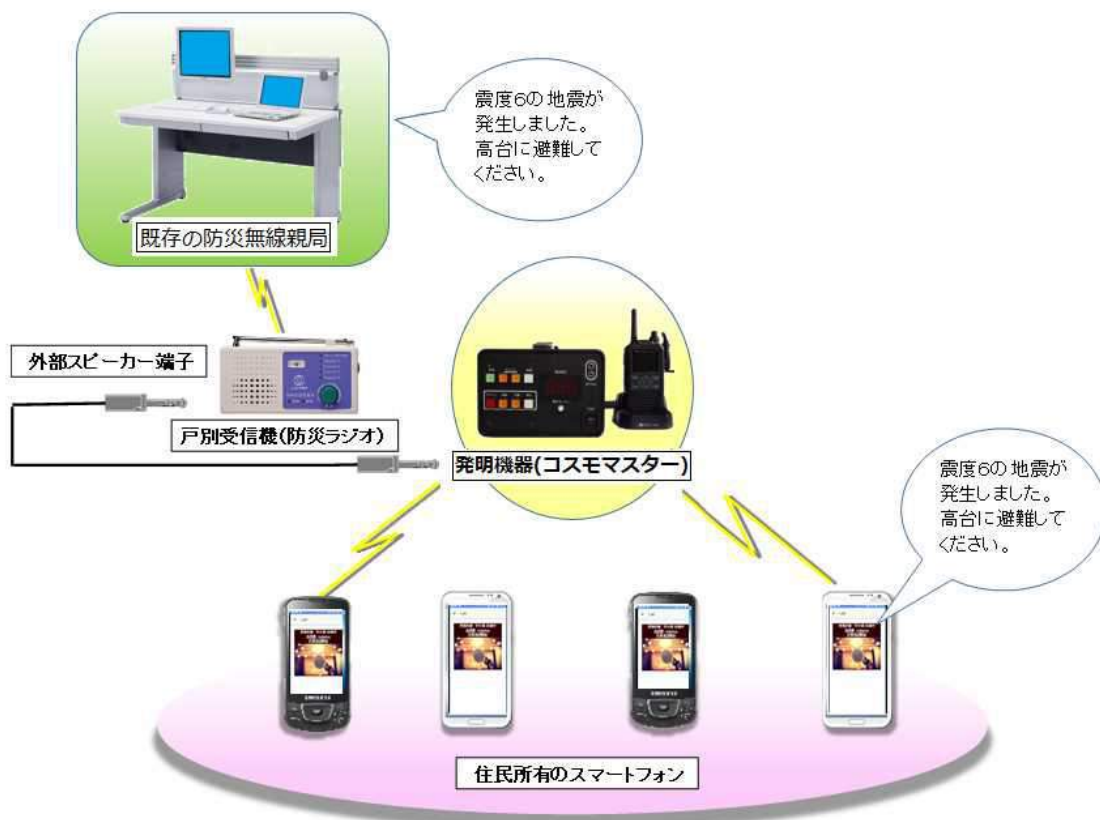 震度6の地震が
発生しました。
高台に避難して
ください。
既存の防災無線親局
外部スピーカー端子
戸別受信機(防災ラジオ)
発明機器(コスモマスター)
震度6の地震が
発生しました。
高台に避難して
ください。
住民所有のスマートフォン